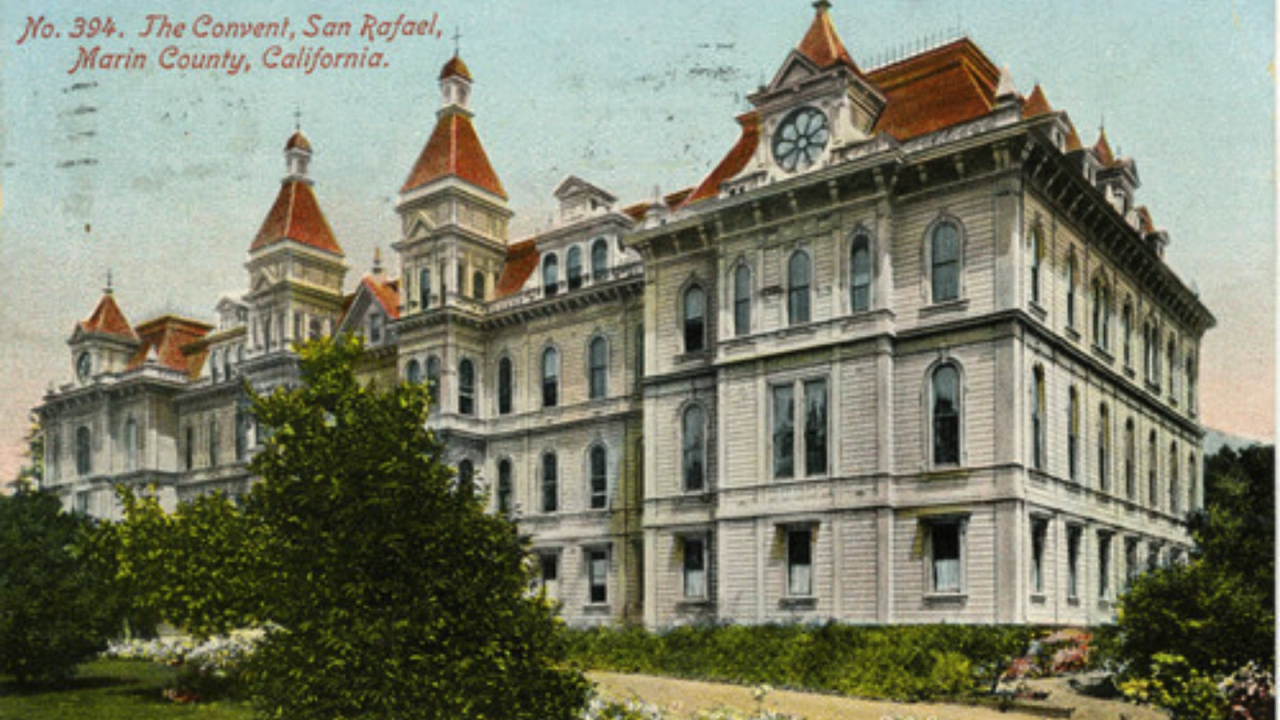 No. 394. The Convent, San Rafael,
Marin County, California.